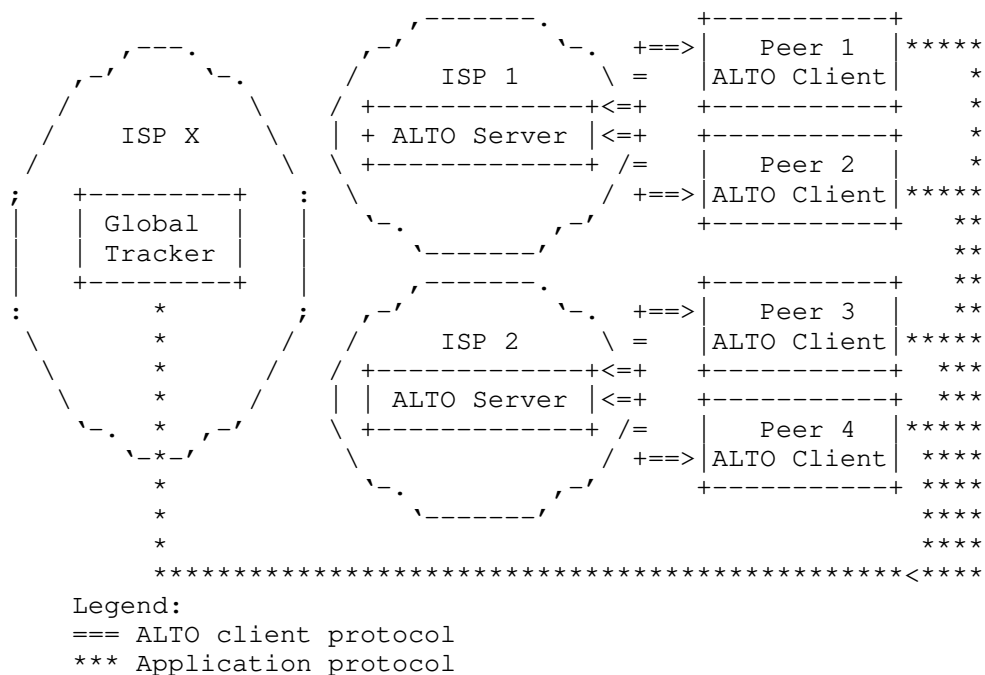 Peer 1
ISP 1
ALTO Client
ISP X
+ ALTO Server
Peer 2
ALTO Client
Global
Tracker
Peer 3
ISP 2
ALTO Client
ALTO Server
Peer 4
ALTO Client
Legend:
=== ALTO client protocol
*** Application protocol